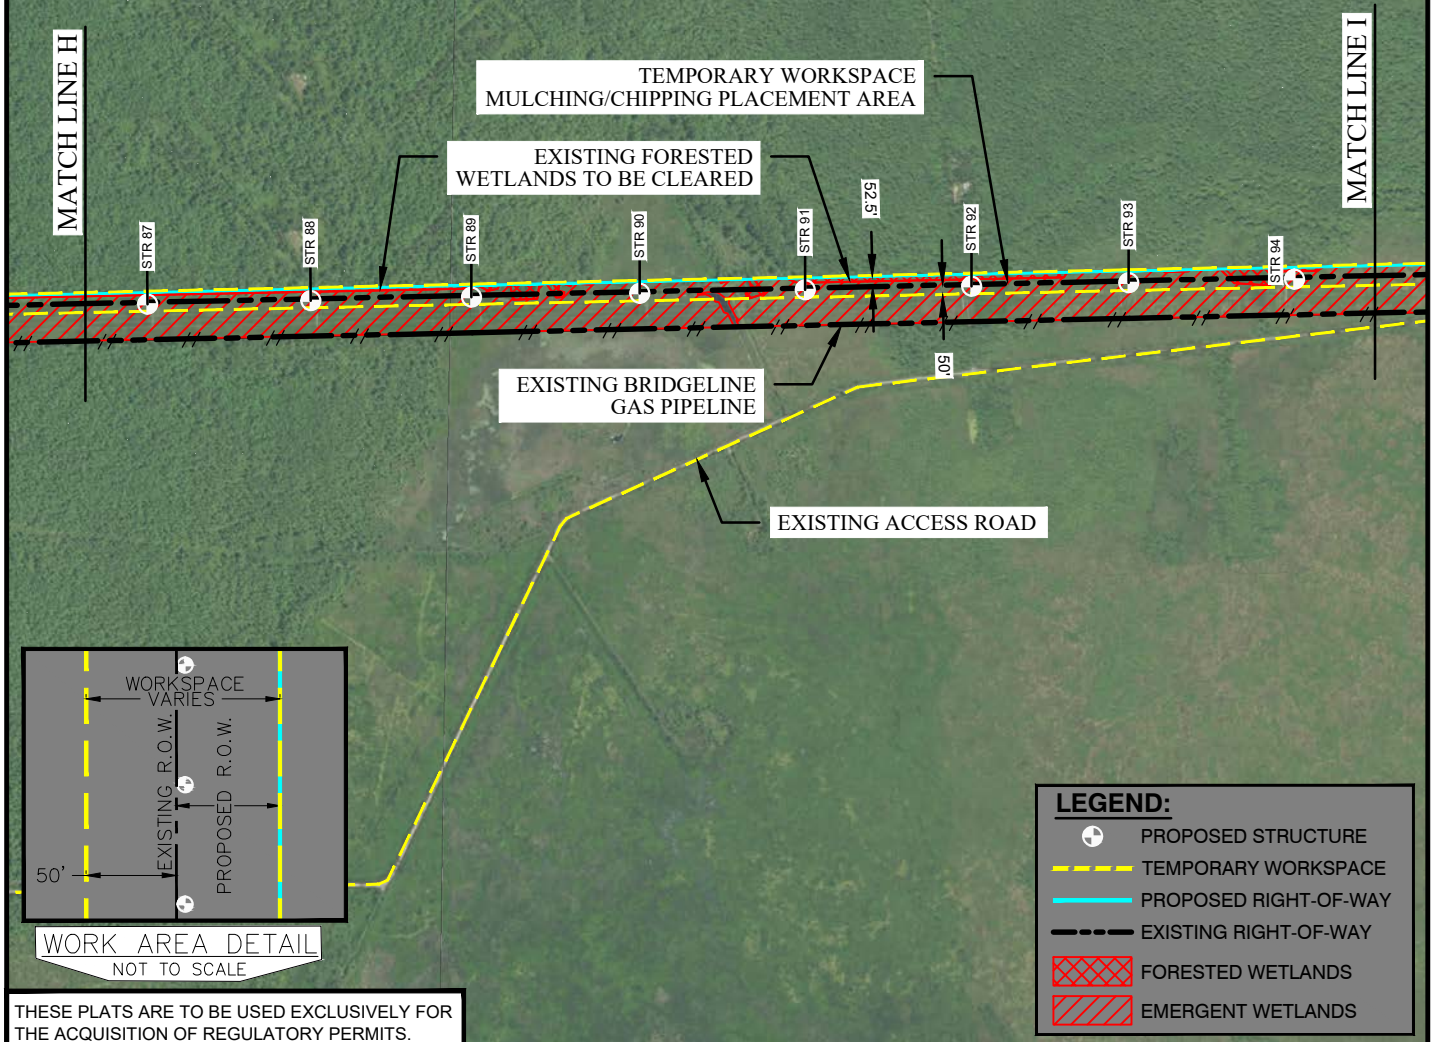 MATCH LINE H
MATCH LINE I
TEMPORARY WORKSPACE
MULCHING/CHIPPING PLACEMENT AREA
EXISTING FORESTED
WETLANDS TO BE CLEARED
STR 87
STR 88
STR 89
STR 90
STR 91
52.5'
STR 92
STR 93
STR 94
50'
EXISTING BRIDGELINE
GAS PIPELINE
EXISTING ACCESS ROAD
WORKSPACE
VARIES
EXISTING R.O.W.
PROPOSED R.O.W.
50'
WORK AREA DETAIL
NOT TO SCALE
THESE PLATS ARE TO BE USED EXCLUSIVELY FOR
THE ACQUISITION OF REGULATORY PERMITS.
LEGEND:
PROPOSED STRUCTURE
TEMPORARY WORKSPACE
PROPOSED RIGHT-OF-WAY
EXISTING RIGHT-OF-WAY
FORESTED WETLANDS
EMERGENT WETLANDS